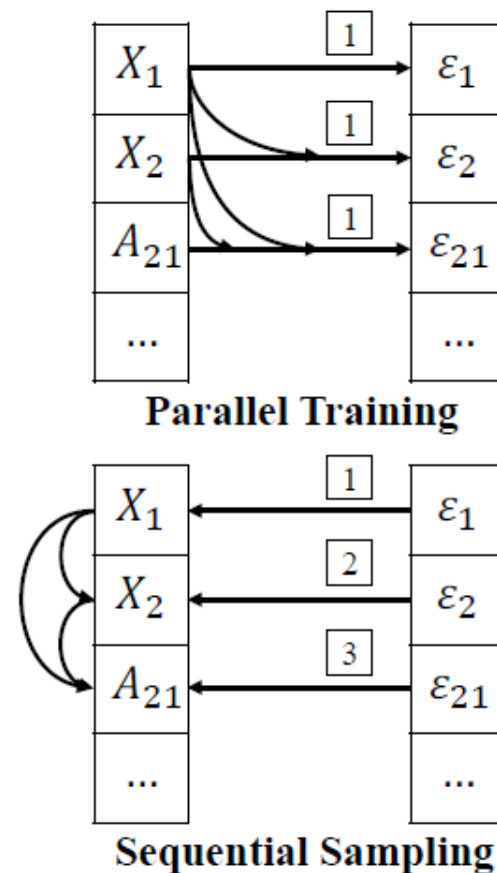 1
X₁ ε₁
1
X₂ ε₂
1
A₂₁ ε₂₁
...
Parallel Training
1
X₁ ε₁
2
X₂ ε₂
3
A₂₁ ε₂₁
...
Sequential Sampling